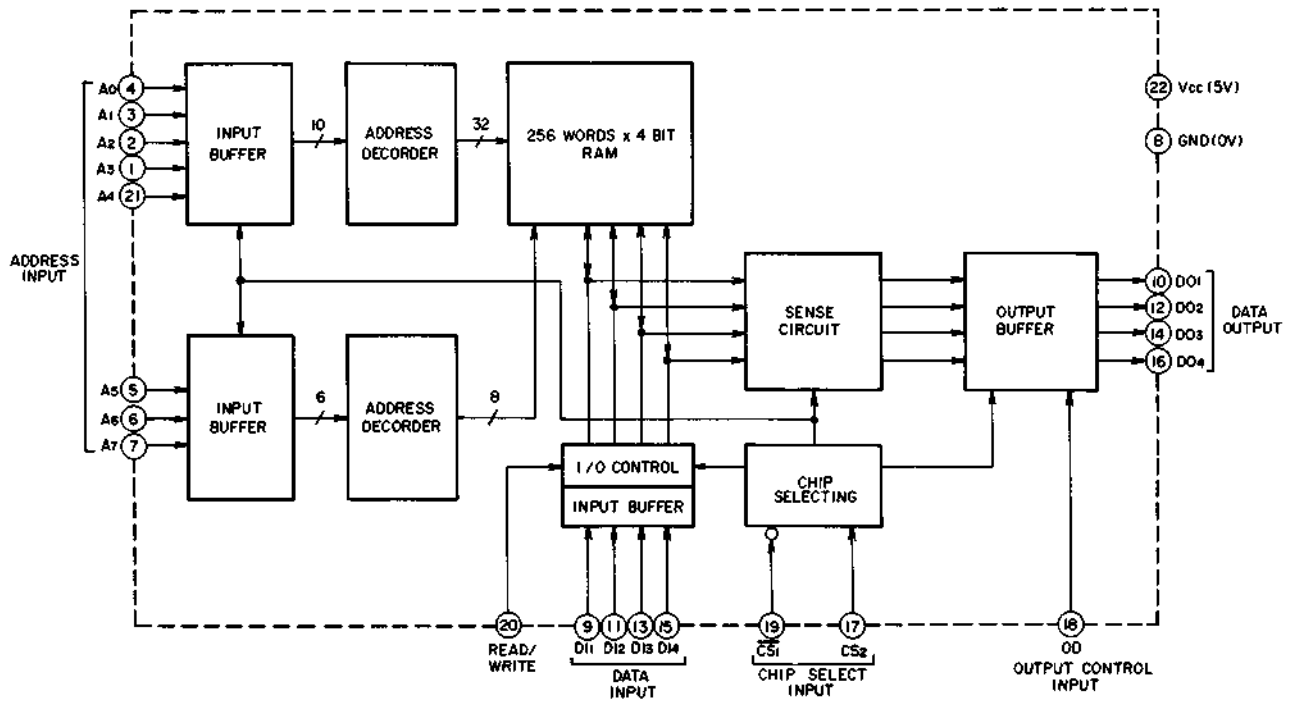 A0 4
A1 3
A2 2
A3 1
A4 21
ADDRESS
INPUT
A5 5
A6 6
A7 7
INPUT
BUFFER
10
ADDRESS
DECORDER
32
256 WORDS x 4 BIT
RAM
22 Vcc (5V)
8 GND (0V)
INPUT
BUFFER
6
ADDRESS
DECORDER
8
SENSE
CIRCUIT
OUTPUT
BUFFER
10 DO1
12 DO2
14 DO3
16 DO4
DATA
OUTPUT
I/O CONTROL
INPUT BUFFER
CHIP
SELECTING
20
READ/
WRITE
9 11 13 15
DI1 DI2 DI3 DI4
DATA
INPUT
19 17
C̅S̅1 CS2
CHIP SELECT
INPUT
18
OD
OUTPUT CONTROL
INPUT